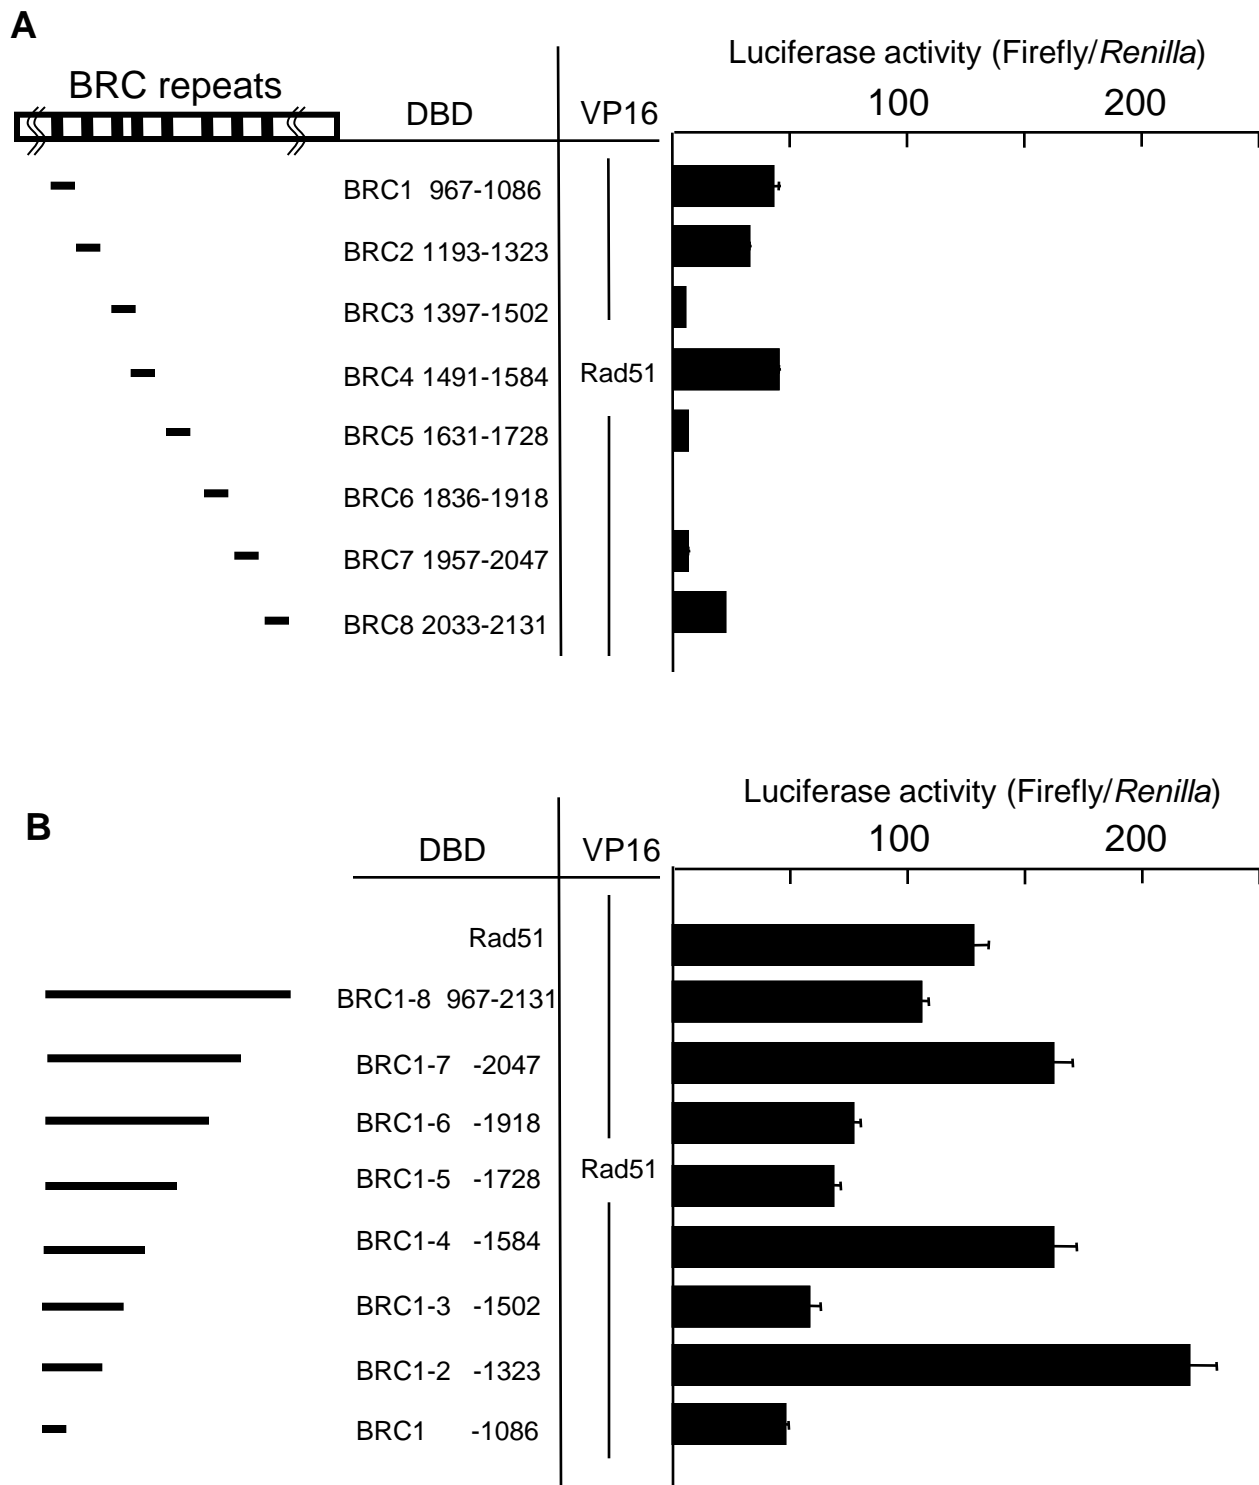 A
Luciferase activity (Firefly/Renilla)
BRC repeats
DBD VP16 100 200
BRC1 967-1086
BRC2 1193-1323
BRC3 1397-1502
BRC4 1491-1584 Rad51
BRC5 1631-1728
BRC6 1836-1918
BRC7 1957-2047
BRC8 2033-2131
Luciferase activity (Firefly/Renilla)
B
DBD VP16 100 200
Rad51
BRC1-8 967-2131
BRC1-7 -2047
BRC1-6 -1918
Rad51
BRC1-5 -1728
BRC1-4 -1584
BRC1-3 -1502
BRC1-2 -1323
BRC1 -1086